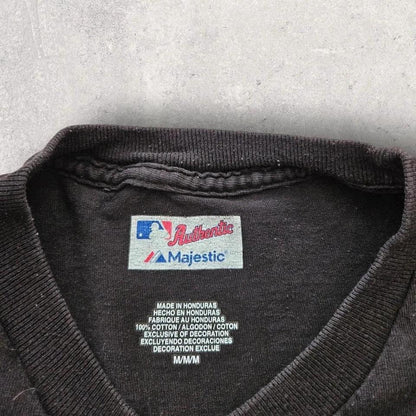 Authentic
Majestic®
MADE IN HONDURAS
HECHO EN HONDURAS
FABRIQUE AU HONDURAS
100% COTTON / ALGODON / COTON
EXCLUSIVE OF DECORATION
EXCLUYENDO DECORACIONES
DECORATION EXCLUE
M/M/M